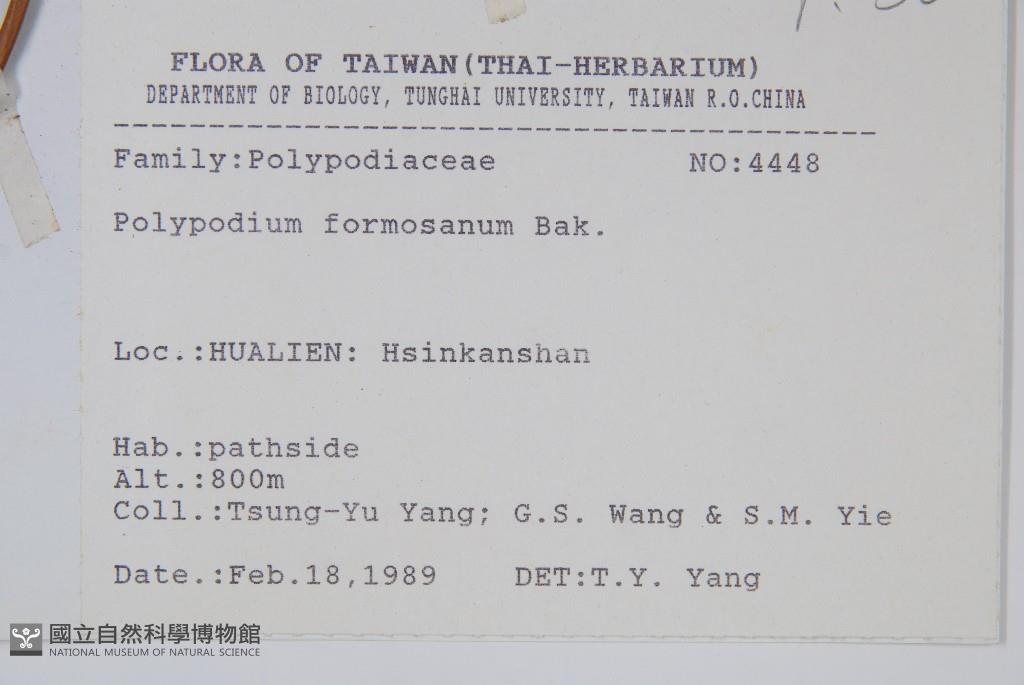 FLORA OF TAIWAN(THAI-HERBARIUM)
DEPARTMENT OF BIOLOGY, TUNGHAI UNIVERSITY, TAIWAN R.O.CHINA
Family:Polypodiaceae NO:4448
Polypodium formosanum Bak.
Loc.:HUALIEN: Hsinkanshan
Hab.:pathside
Alt.:800m
Coll.:Tsung-Yu Yang; G.S. Wang & S.M. Yie
Date.:Feb.18,1989 DET:T.Y. Yang
國立自然科學博物館
NATIONAL MUSEUM OF NATURAL SCIENCE